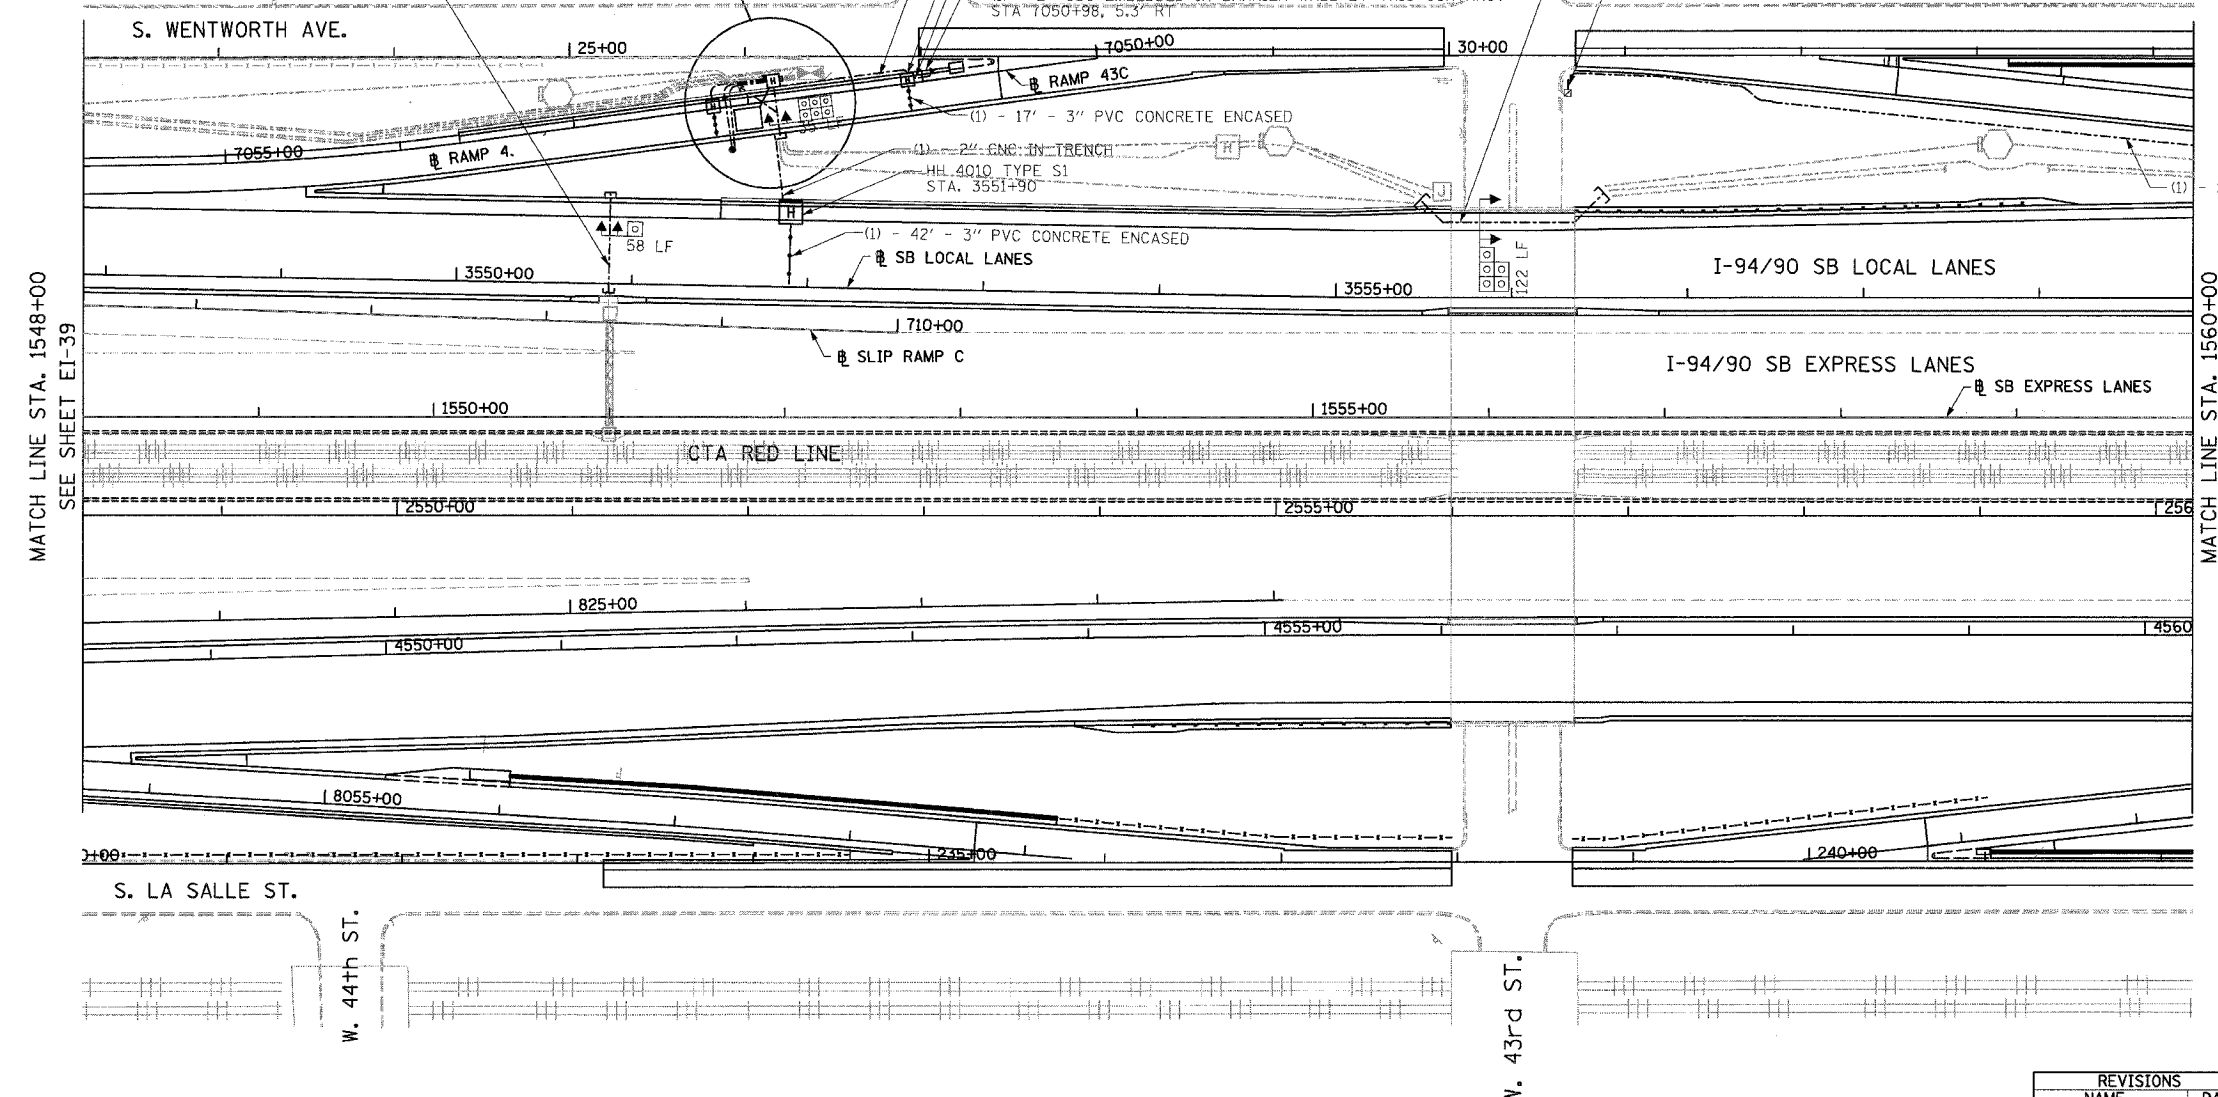 STA 7050+98, 5.3' RT
S. WENTWORTH AVE.
25+00
7050+00
30+00
℄ RAMP 43C
(1) - 17' - 3" PVC CONCRETE ENCASED
7055+00
℄ RAMP 4.
(1) - 2" CNC IN TRENCH
HH 4010 TYPE S1
STA. 3551+90
H
H
H
H
H
J
(1) -
58 LF
(1) - 42' - 3" PVC CONCRETE ENCASED
℄ SB LOCAL LANES
122 LF
I-94/90 SB LOCAL LANES
3550+00
3555+00
710+00
℄ SLIP RAMP C
I-94/90 SB EXPRESS LANES
℄ SB EXPRESS LANES
MATCH LINE STA. 1548+00
SEE SHEET EI-39
MATCH LINE STA. 1560+00
1550+00
1555+00
CTA RED LINE
2550+00
2555+00
256
825+00
4550+00
4555+00
4560
8055+00
0+00
235+00
240+00
S. LA SALLE ST.
W. 44th ST.
W. 43rd ST.
REVISIONS
NAME